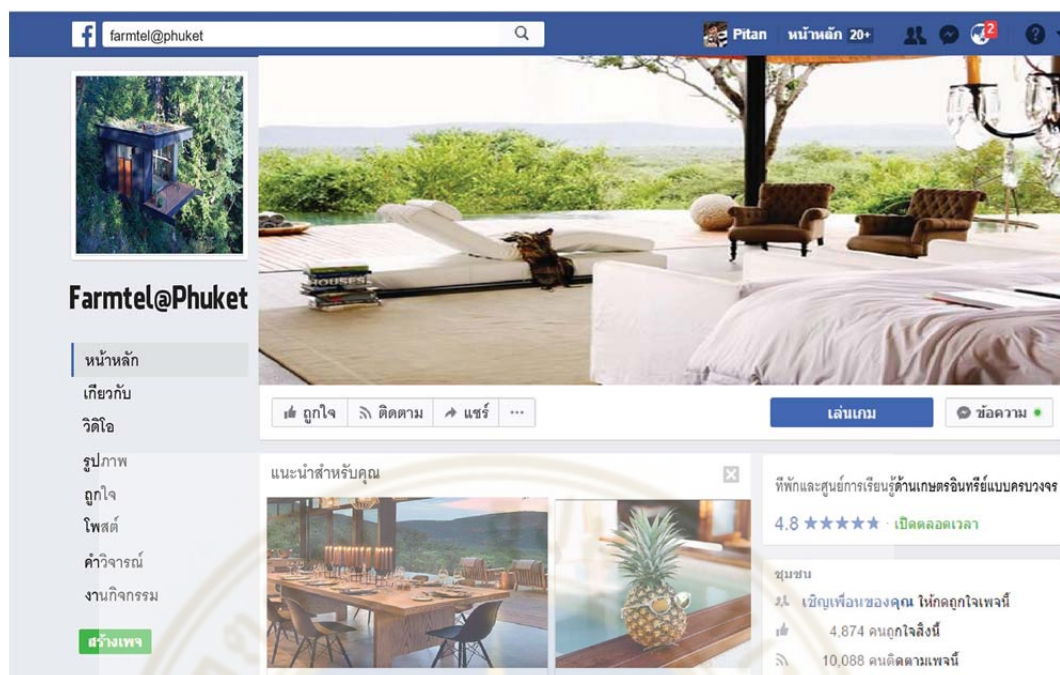 farmtel@phuket
Pitan หน้าหลัก 20+ 2
HOUSES
Farmtel@Phuket
หน้าหลัก
เกี่ยวกับ
วิดีโอ
รูปภาพ
ถูกใจ
โพสต์
คำวิจารณ์
งานกิจกรรม
สร้างเพจ
ถูกใจ ติดตาม แชร์ ...
เล่นเกม ข้อความ
แนะนำสำหรับคุณ
ที่พักและศูนย์การเรียนรู้ด้านเกษตรอินทรีย์แบบครบวงจร
4.8 ★★★★★ · เปิดตลอดเวลา
ชุมชน
เชิญเพื่อนของคุณ ให้กดถูกใจเพจนี้
4,874 คนถูกใจสิ่งนี้
10,088 คนติดตามเพจนี้